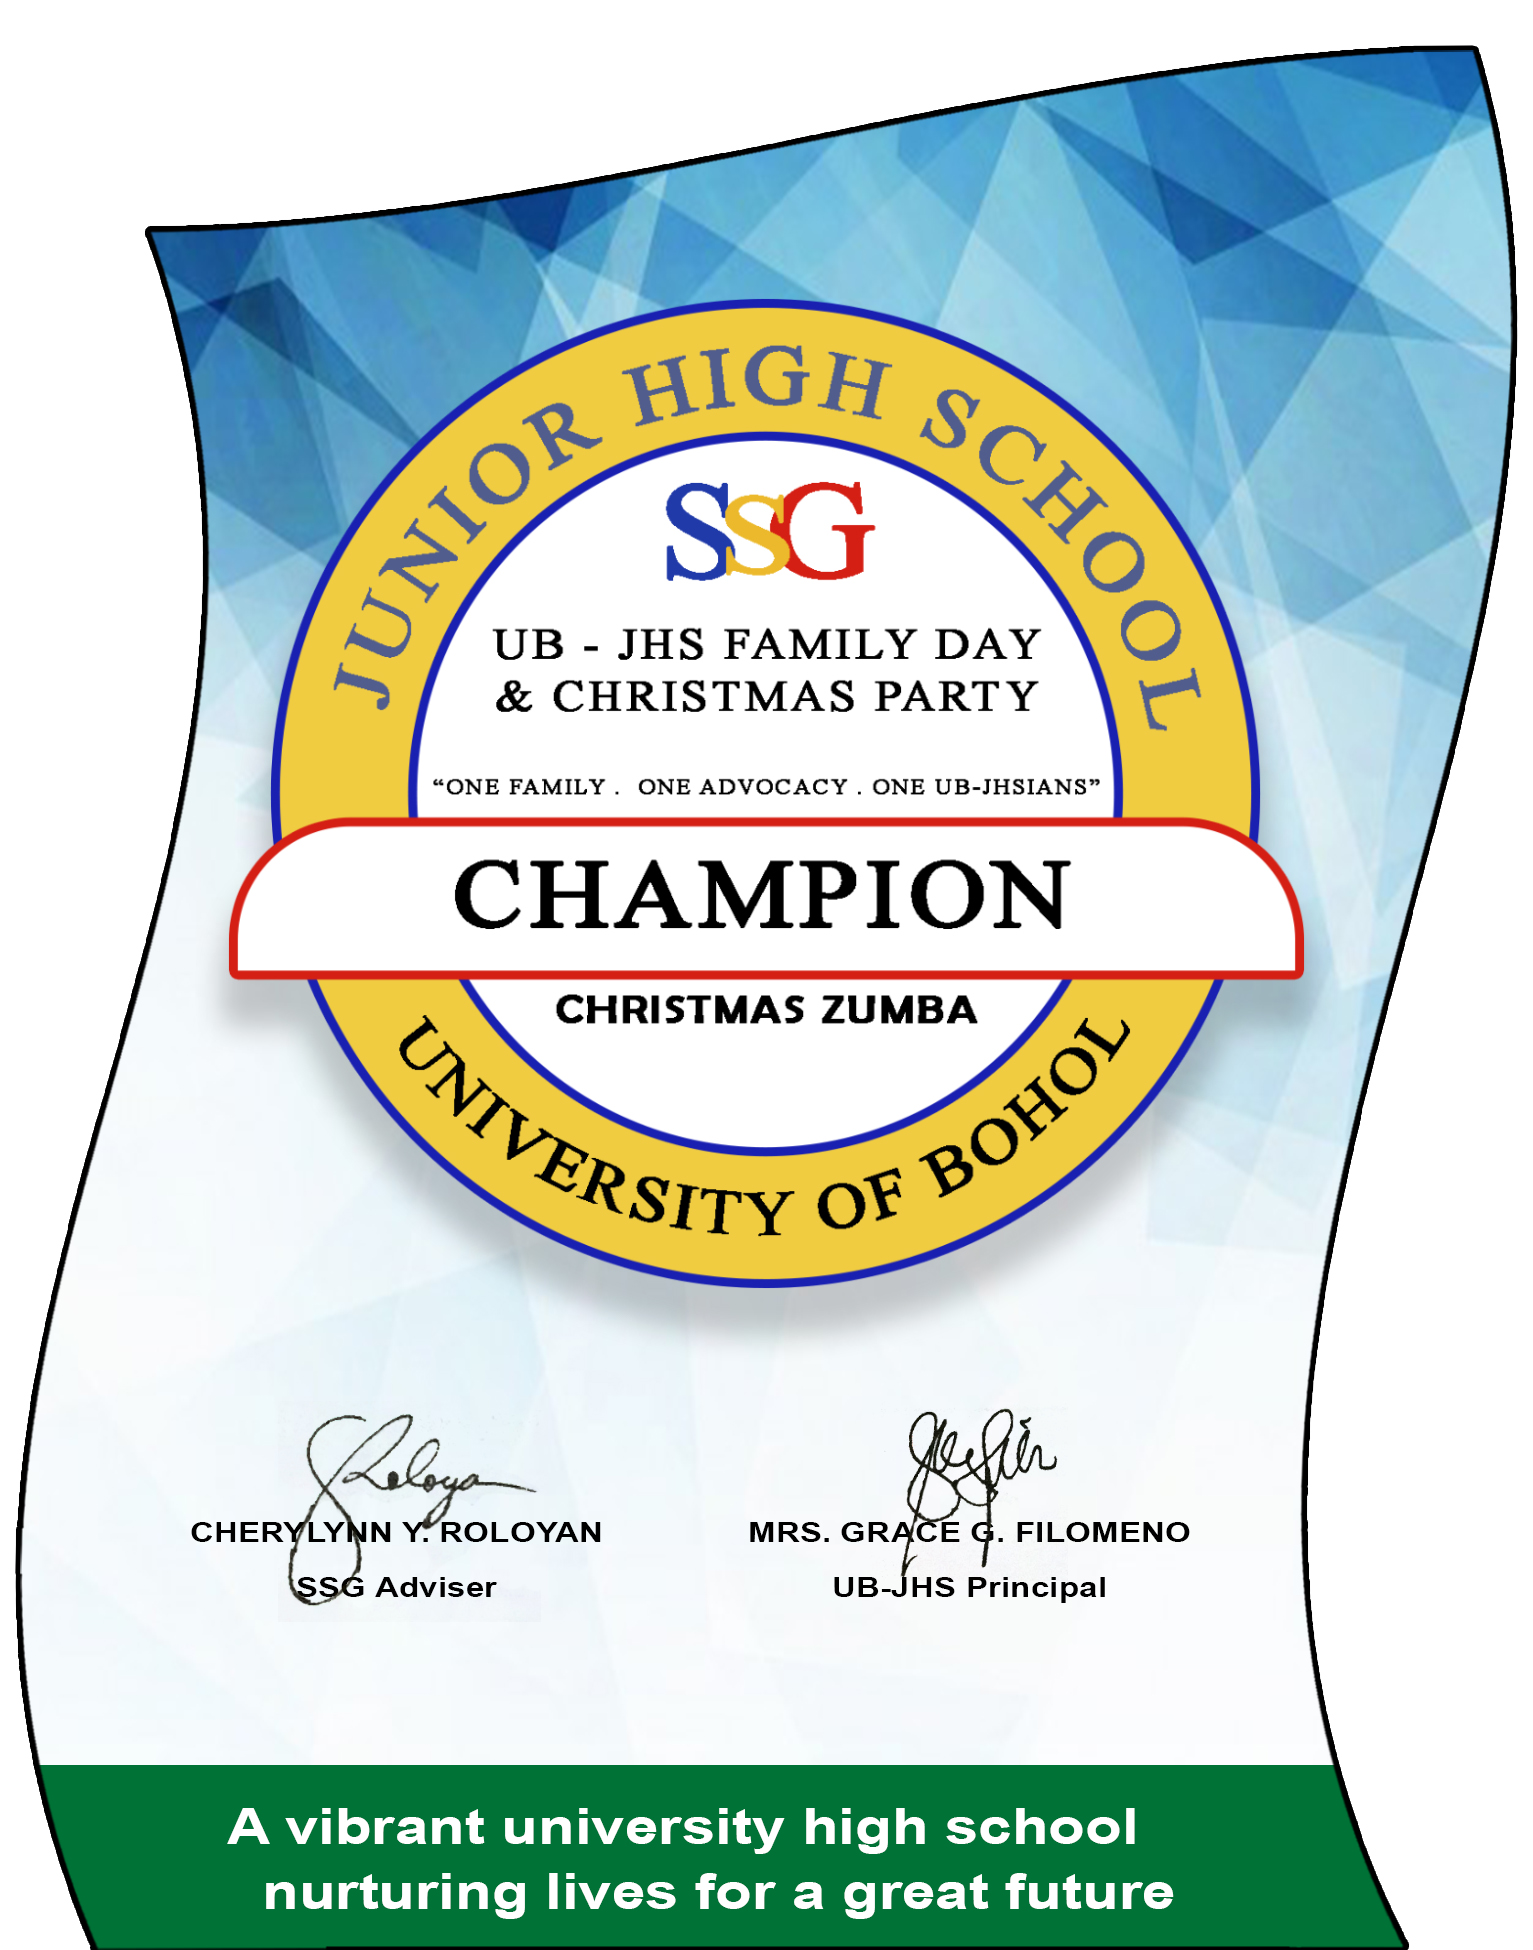 JUNIOR HIGH SCHOOL
SSG
UB - JHS FAMILY DAY
& CHRISTMAS PARTY
“ONE FAMILY . ONE ADVOCACY . ONE UB-JHSIANS”
CHAMPION
CHRISTMAS ZUMBA
UNIVERSITY OF BOHOL
CHERYLYNN Y. ROLOYAN
SSG Adviser
MRS. GRACE G. FILOMENO
UB-JHS Principal
A vibrant university high school
nurturing lives for a great future